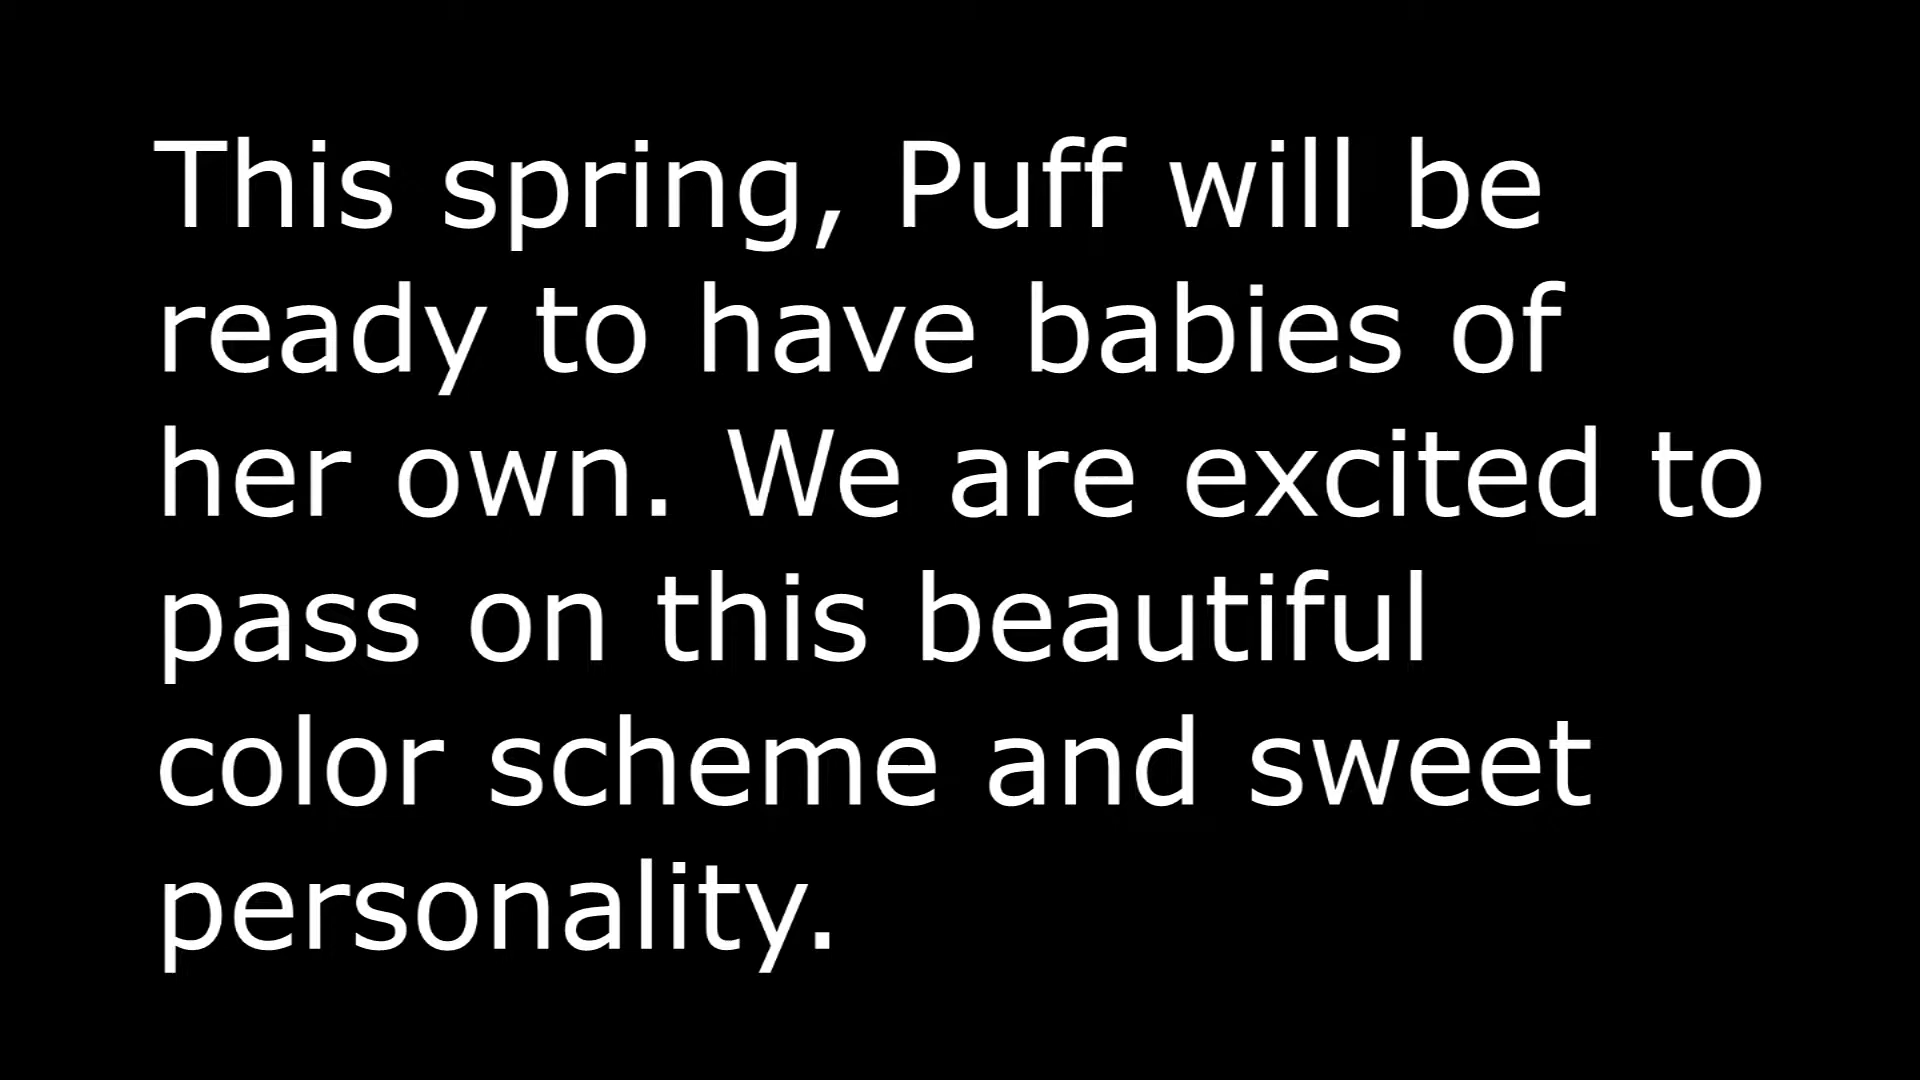 This spring, Puff will be
ready to have babies of
her own. We are excited to
pass on this beautiful
color scheme and sweet
personality.